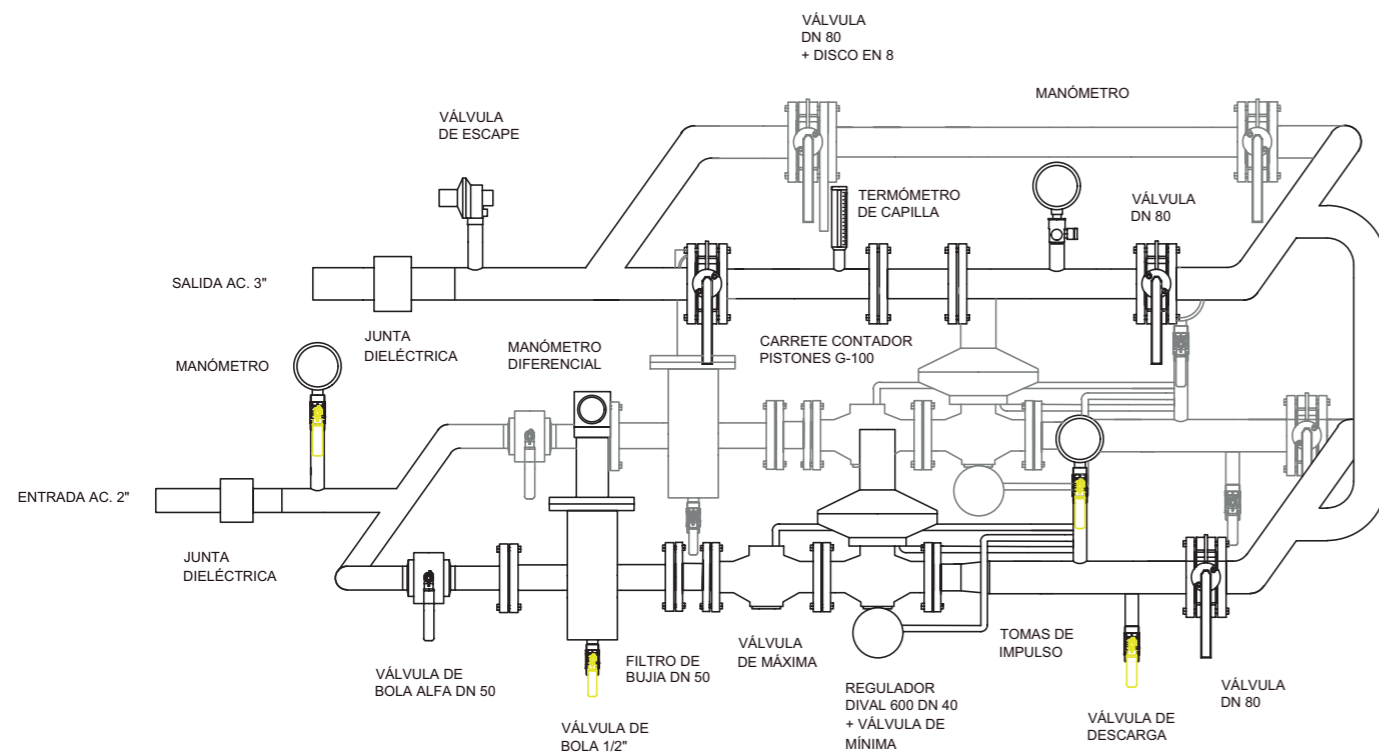 VÁLVULA
DN 80
+ DISCO EN 8
MANÓMETRO
VÁLVULA
DE ESCAPE
TERMÓMETRO
DE CAPILLA
VÁLVULA
DN 80
SALIDA AC. 3"
JUNTA
DIELÉCTRICA
MANÓMETRO
DIFERENCIAL
CARRETE CONTADOR
PISTONES G-100
MANÓMETRO
ENTRADA AC. 2"
JUNTA
DIELÉCTRICA
VÁLVULA DE
BOLA ALFA DN 50
FILTRO DE
BUJIA DN 50
VÁLVULA
DE MÁXIMA
TOMAS DE
IMPULSO
VÁLVULA DE
BOLA 1/2"
REGULADOR
DIVAL 600 DN 40
+ VÁLVULA DE
MÍNIMA
VÁLVULA DE
DESCARGA
VÁLVULA
DN 80